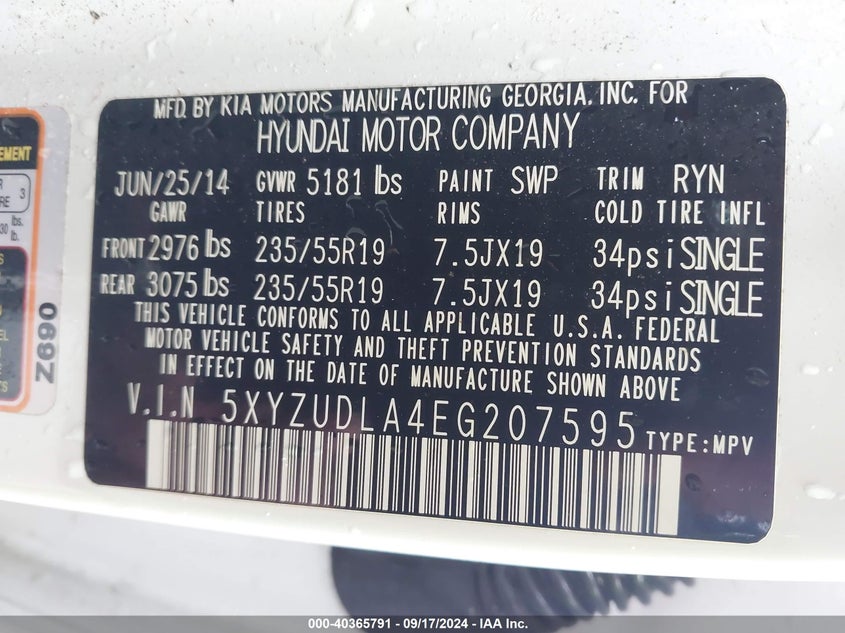 MFD. BY KIA MOTORS MANUFACTURING GEORGIA. INC. FOR
HYUNDAI MOTOR COMPANY
JUN/25/14 GVWR 5181 lbs PAINT SWP TRIM RYN
GAWR TIRES RIMS COLD TIRE INFL
FRONT 2976 lbs 235/55R19 7.5JX19 34psi SINGLE
REAR 3075 lbs 235/55R19 7.5JX19 34psi SINGLE
THIS VEHICLE CONFORMS TO ALL APPLICABLE U.S.A. FEDERAL
MOTOR VEHICLE SAFETY AND THEFT PREVENTION STANDARDS
IN EFFECT ON THE DATE OF MANUFACTURE SHOWN ABOVE
V.I.N 5XYZUDLA4EG207595 TYPE:MPV
EMENT
3
30 lbs.
Z690
000-40365791 - 09/17/2024 - IAA Inc.